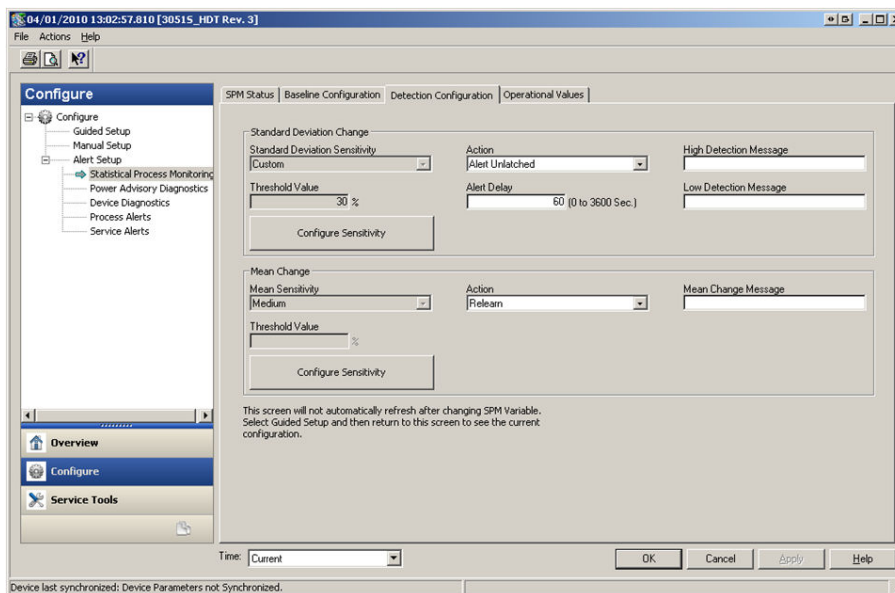 04/01/2010 13:02:57.810 [3051S_HDT Rev. 3]
File Actions Help
Configure
Configure
Guided Setup
Manual Setup
Alert Setup
Statistical Process Monitoring
Power Advisory Diagnostics
Device Diagnostics
Process Alerts
Service Alerts
Overview
Configure
Service Tools
SPM Status
Baseline Configuration
Detection Configuration
Operational Values
Standard Deviation Change
Standard Deviation Sensitivity
Custom
Action
Alert Unlatched
High Detection Message
Threshold Value
30 %
Alert Delay
60 (0 to 3600 Sec.)
Low Detection Message
Configure Sensitivity
Mean Change
Mean Sensitivity
Medium
Action
Relearn
Mean Change Message
Threshold Value
%
Configure Sensitivity
This screen will not automatically refresh after changing SPM Variable.
Select Guided Setup and then return to this screen to see the current
configuration.
Time: Current
OK
Cancel
Apply
Help
Device last synchronized: Device Parameters not Synchronized.